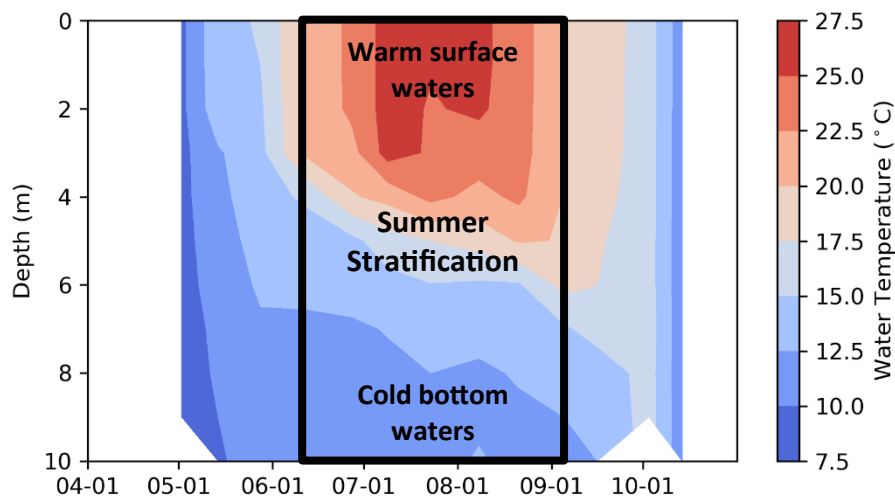 0
2
4
6
8
10
Depth (m)
04-01 05-01 06-01 07-01 08-01 09-01 10-01
Warm surface
waters
Summer
Stratification
Cold bottom
waters
27.5
25.0
22.5
20.0
17.5
15.0
12.5
10.0
7.5
Water Temperature (°C)